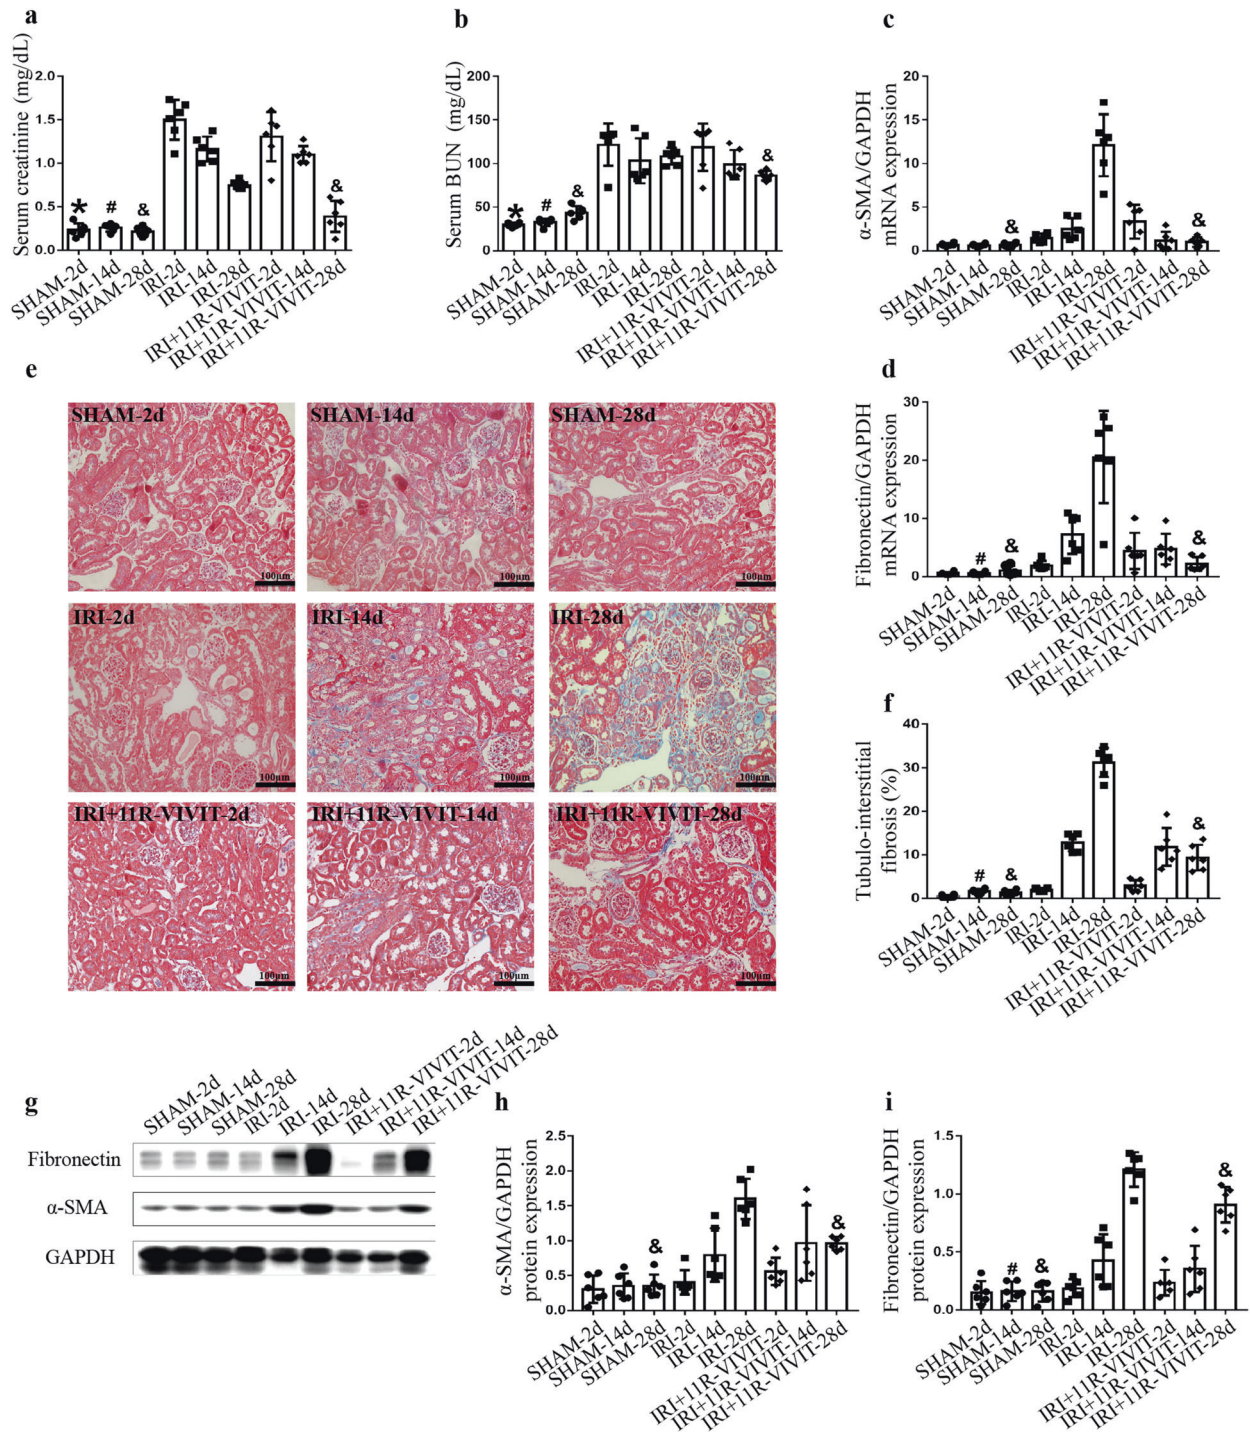 a
Serum creatinine (mg/dL)
2.0
1.5
1.0
0.5
0.0
*
#
&
&
SHAM-2d
SHAM-14d
SHAM-28d
IRI-2d
IRI-14d
IRI-28d
IRI+11R-VIVIT-2d
IRI+11R-VIVIT-14d
IRI+11R-VIVIT-28d
b
Serum BUN (mg/dL)
200
150
100
50
0
*
#
&
&
SHAM-2d
SHAM-14d
SHAM-28d
IRI-2d
IRI-14d
IRI-28d
IRI+11R-VIVIT-2d
IRI+11R-VIVIT-14d
IRI+11R-VIVIT-28d
c
α-SMA/GAPDH
mRNA expression
20
15
10
5
0
&
&
SHAM-2d
SHAM-14d
SHAM-28d
IRI-2d
IRI-14d
IRI-28d
IRI+11R-VIVIT-2d
IRI+11R-VIVIT-14d
IRI+11R-VIVIT-28d
d
Fibronectin/GAPDH
mRNA expression
30
20
10
0
#
&
&
SHAM-2d
SHAM-14d
SHAM-28d
IRI-2d
IRI-14d
IRI-28d
IRI+11R-VIVIT-2d
IRI+11R-VIVIT-14d
IRI+11R-VIVIT-28d
e
SHAM-2d
100μm
SHAM-14d
100μm
SHAM-28d
100μm
IRI-2d
100μm
IRI-14d
100μm
IRI-28d
100μm
IRI+11R-VIVIT-2d
100μm
IRI+11R-VIVIT-14d
100μm
IRI+11R-VIVIT-28d
100μm
f
Tubulo-interstitial
fibrosis (%)
40
30
20
10
0
#
&
&
SHAM-2d
SHAM-14d
SHAM-28d
IRI-2d
IRI-14d
IRI-28d
IRI+11R-VIVIT-2d
IRI+11R-VIVIT-14d
IRI+11R-VIVIT-28d
g
SHAM-2d
SHAM-14d
SHAM-28d
IRI-2d
IRI-14d
IRI-28d
IRI+11R-VIVIT-2d
IRI+11R-VIVIT-14d
IRI+11R-VIVIT-28d
Fibronectin
α-SMA
GAPDH
h
α-SMA/GAPDH
protein expression
2.5
2.0
1.5
1.0
0.5
0.0
&
&
SHAM-2d
SHAM-14d
SHAM-28d
IRI-2d
IRI-14d
IRI-28d
IRI+11R-VIVIT-2d
IRI+11R-VIVIT-14d
IRI+11R-VIVIT-28d
i
Fibronectin/GAPDH
protein expression
1.5
1.0
0.5
0.0
#
&
&
SHAM-2d
SHAM-14d
SHAM-28d
IRI-2d
IRI-14d
IRI-28d
IRI+11R-VIVIT-2d
IRI+11R-VIVIT-14d
IRI+11R-VIVIT-28d